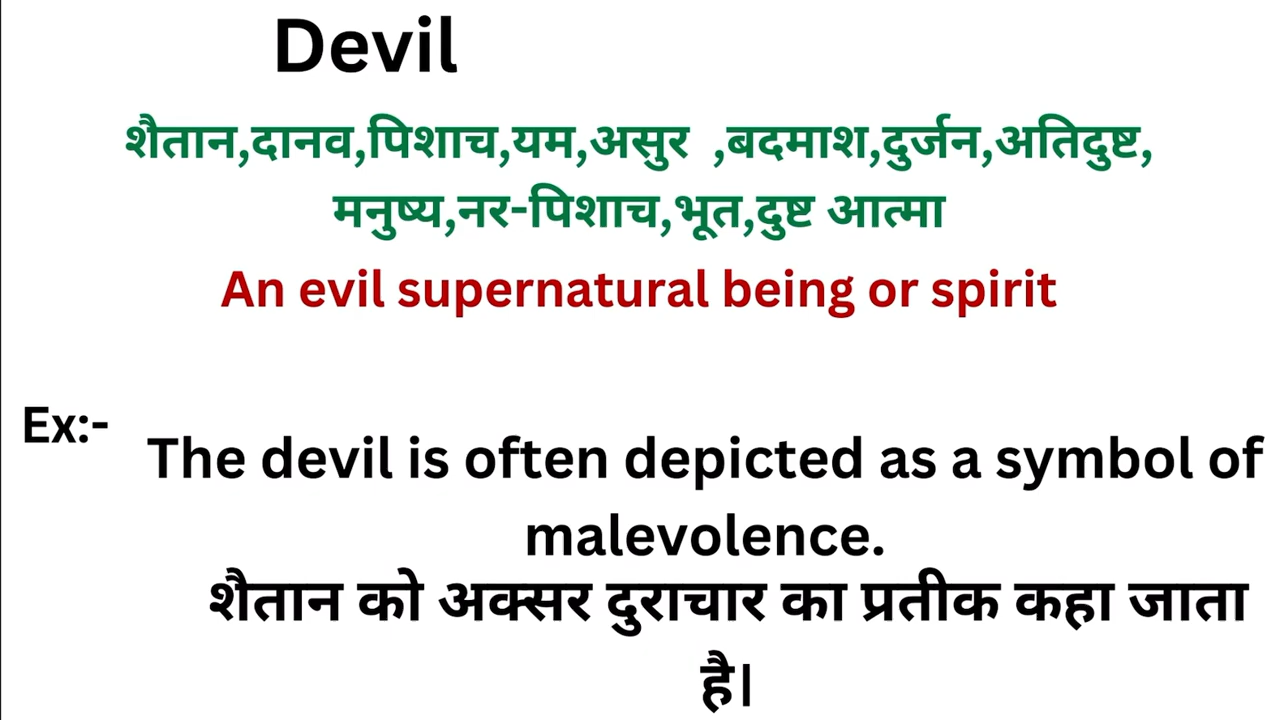 Devil
शैतान,दानव,पिशाच,यम,असुर ,बदमाश,दुर्जन,अतिदुष्ट,
मनुष्य,नर-पिशाच,भूत,दुष्ट आत्मा
An evil supernatural being or spirit
Ex:-
The devil is often depicted as a symbol of
malevolence.
शैतान को अक्सर दुराचार का प्रतीक कहा जाता
है।